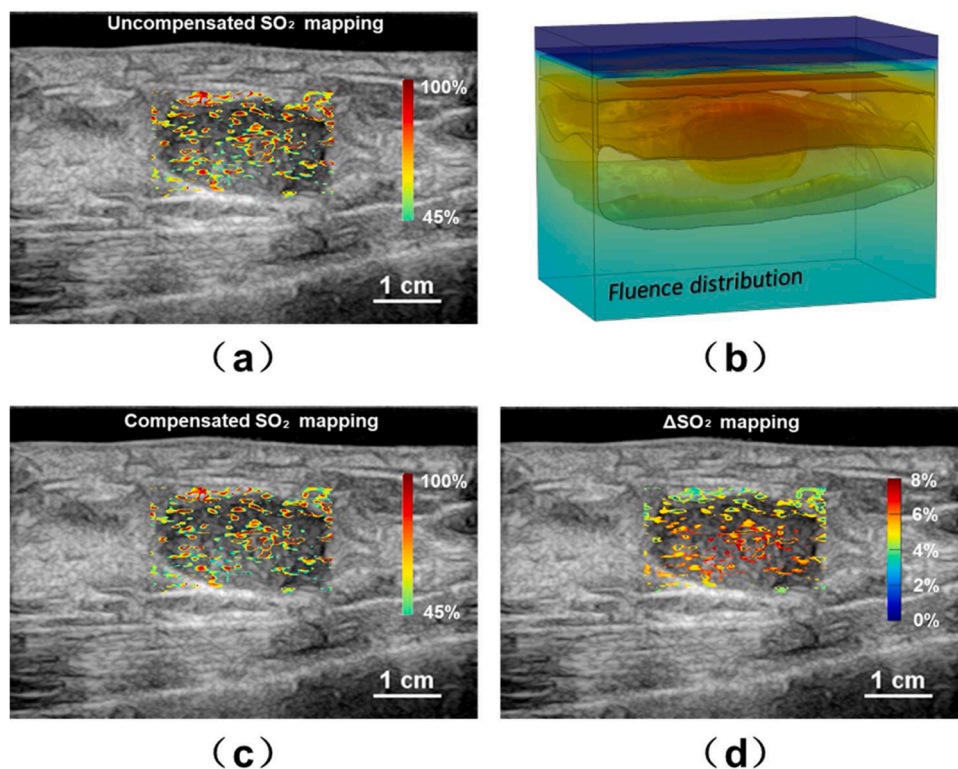 Uncompensated SO₂ mapping
100%
45%
1 cm
(a)
Fluence distribution
(b)
Compensated SO₂ mapping
100%
45%
1 cm
(c)
ΔSO₂ mapping
8%
6%
4%
2%
0%
1 cm
(d)